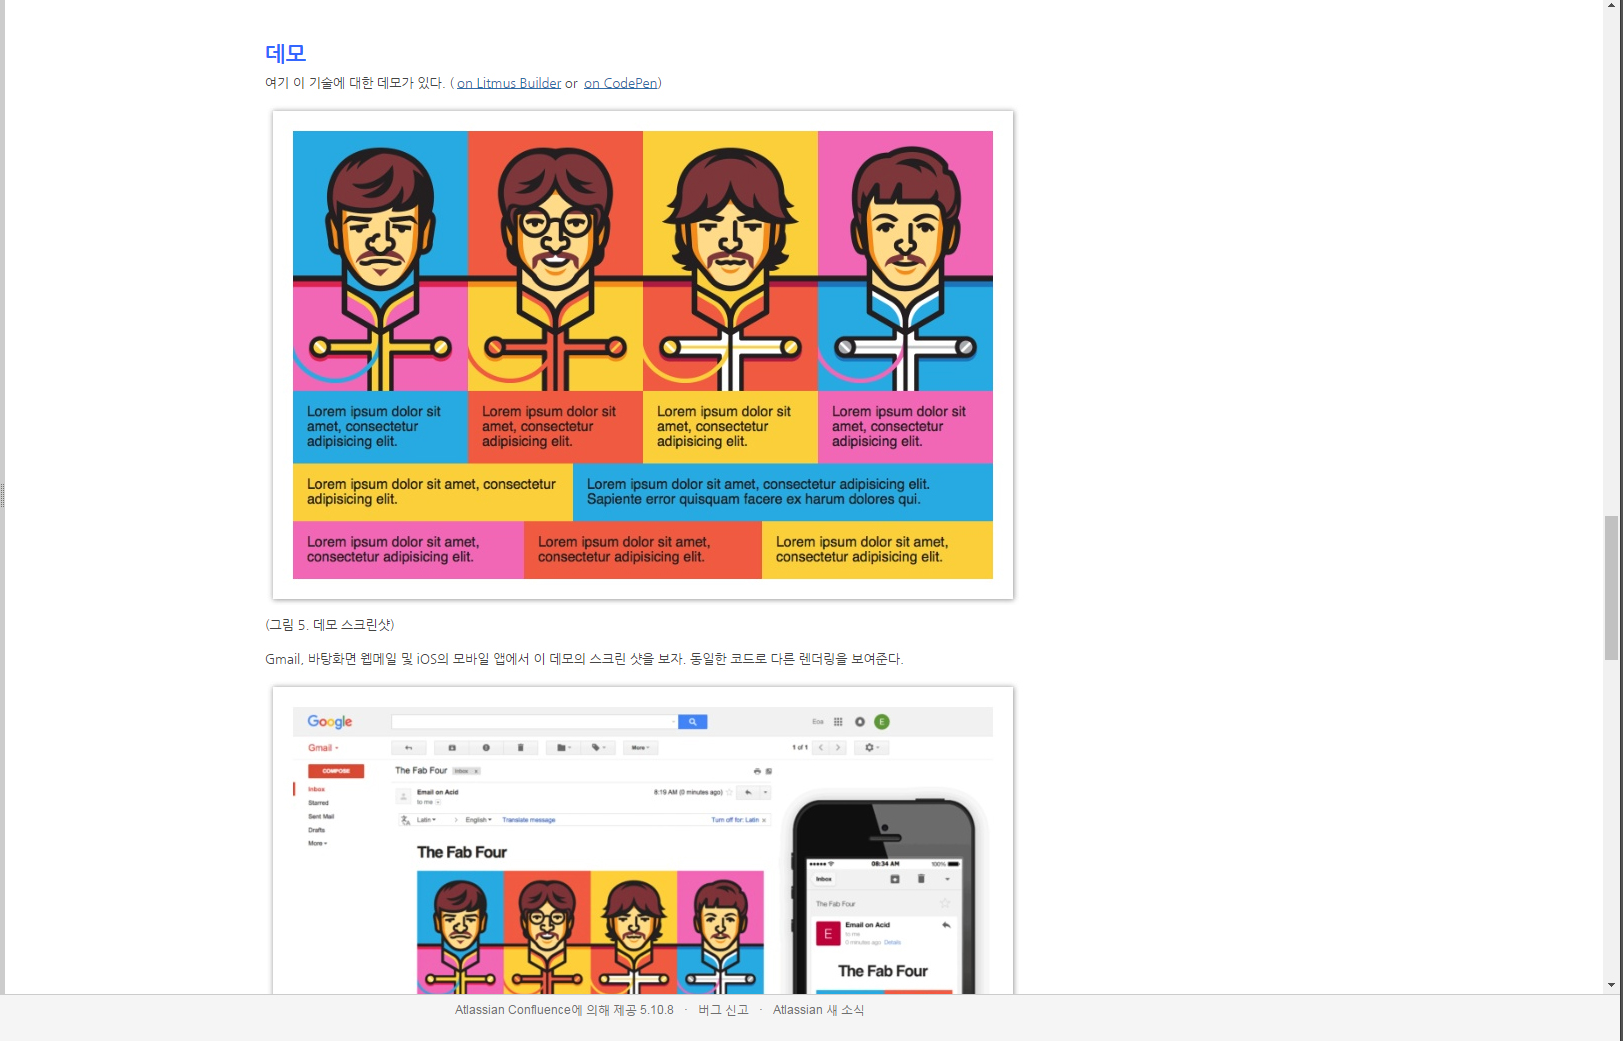 데모
여기 이 기술에 대한 데모가 있다. ( on Litmus Builder or on CodePen)
Lorem ipsum dolor sit
amet, consectetur
adipisicing elit.
Lorem ipsum dolor sit
amet, consectetur
adipisicing elit.
Lorem ipsum dolor sit
amet, consectetur
adipisicing elit.
Lorem ipsum dolor sit
amet, consectetur
adipisicing elit.
Lorem ipsum dolor sit amet, consectetur
adipisicing elit.
Lorem ipsum dolor sit amet, consectetur adipisicing elit.
Sapiente error quisquam facere ex harum dolores qui.
Lorem ipsum dolor sit amet,
consectetur adipisicing elit.
Lorem ipsum dolor sit amet,
consectetur adipisicing elit.
Lorem ipsum dolor sit amet,
consectetur adipisicing elit.
(그림 5. 데모 스크린샷)
Gmail, 바탕화면 웹메일 및 iOS의 모바일 앱에서 이 데모의 스크린 샷을 보자. 동일한 코드로 다른 렌더링을 보여준다.
Google
Eoa
E
Gmail
More
1 of 1
COMPOSE
Inbox
Starred
Sent Mail
Drafts
More
The Fab Four
Inbox x
Email on Acid
to me
8:19 AM (0 minutes ago)
Latin
>
English
Translate message
Turn off for: Latin x
The Fab Four
08:34 AM
100%
Inbox
The Fab Four
E
Email on Acid
to me
0 minutes ago Details
The Fab Four
Atlassian Confluence에 의해 제공 5.10.8 · 버그 신고 · Atlassian 새 소식